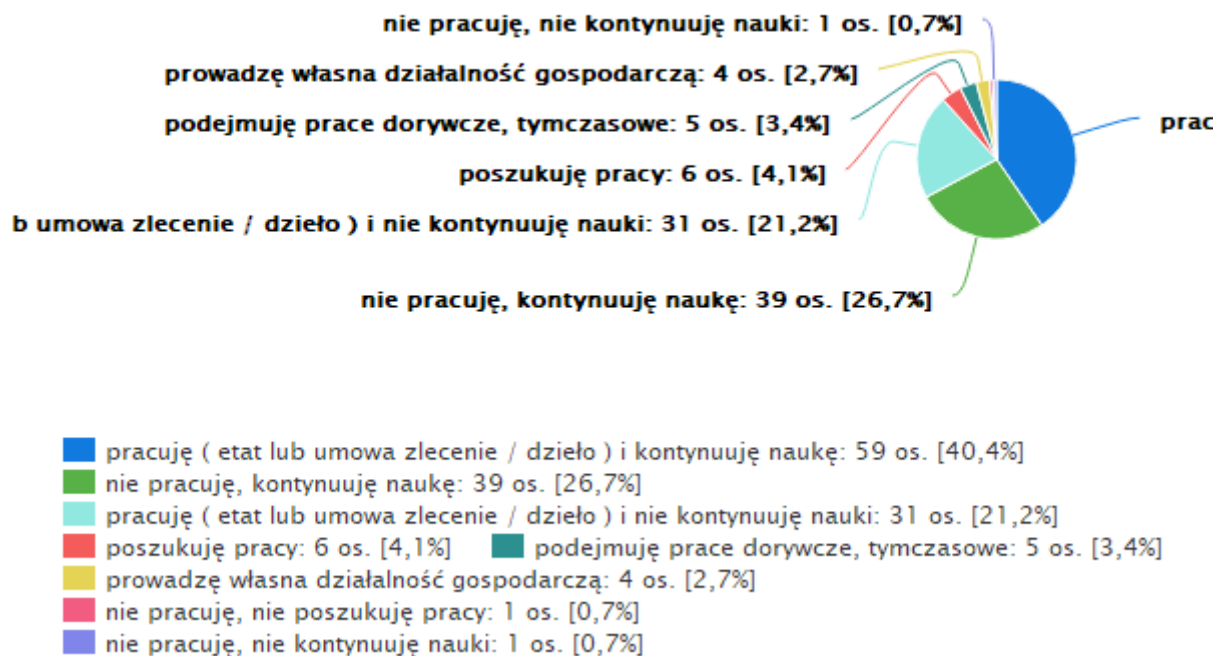 nie pracuję, nie kontynuuję nauki: 1 os. [0,7%]
prowadzę własna działalność gospodarczą: 4 os. [2,7%]
podejmuję prace dorywcze, tymczasowe: 5 os. [3,4%]
prac
poszukuję pracy: 6 os. [4,1%]
b umowa zlecenie / dzieło ) i nie kontynuuję nauki: 31 os. [21,2%]
nie pracuję, kontynuuję naukę: 39 os. [26,7%]
pracuję ( etat lub umowa zlecenie / dzieło ) i kontynuuję naukę: 59 os. [40,4%]
nie pracuję, kontynuuję naukę: 39 os. [26,7%]
pracuję ( etat lub umowa zlecenie / dzieło ) i nie kontynuuję nauki: 31 os. [21,2%]
poszukuję pracy: 6 os. [4,1%] podejmuję prace dorywcze, tymczasowe: 5 os. [3,4%]
prowadzę własna działalność gospodarczą: 4 os. [2,7%]
nie pracuję, nie poszukuję pracy: 1 os. [0,7%]
nie pracuję, nie kontynuuję nauki: 1 os. [0,7%]